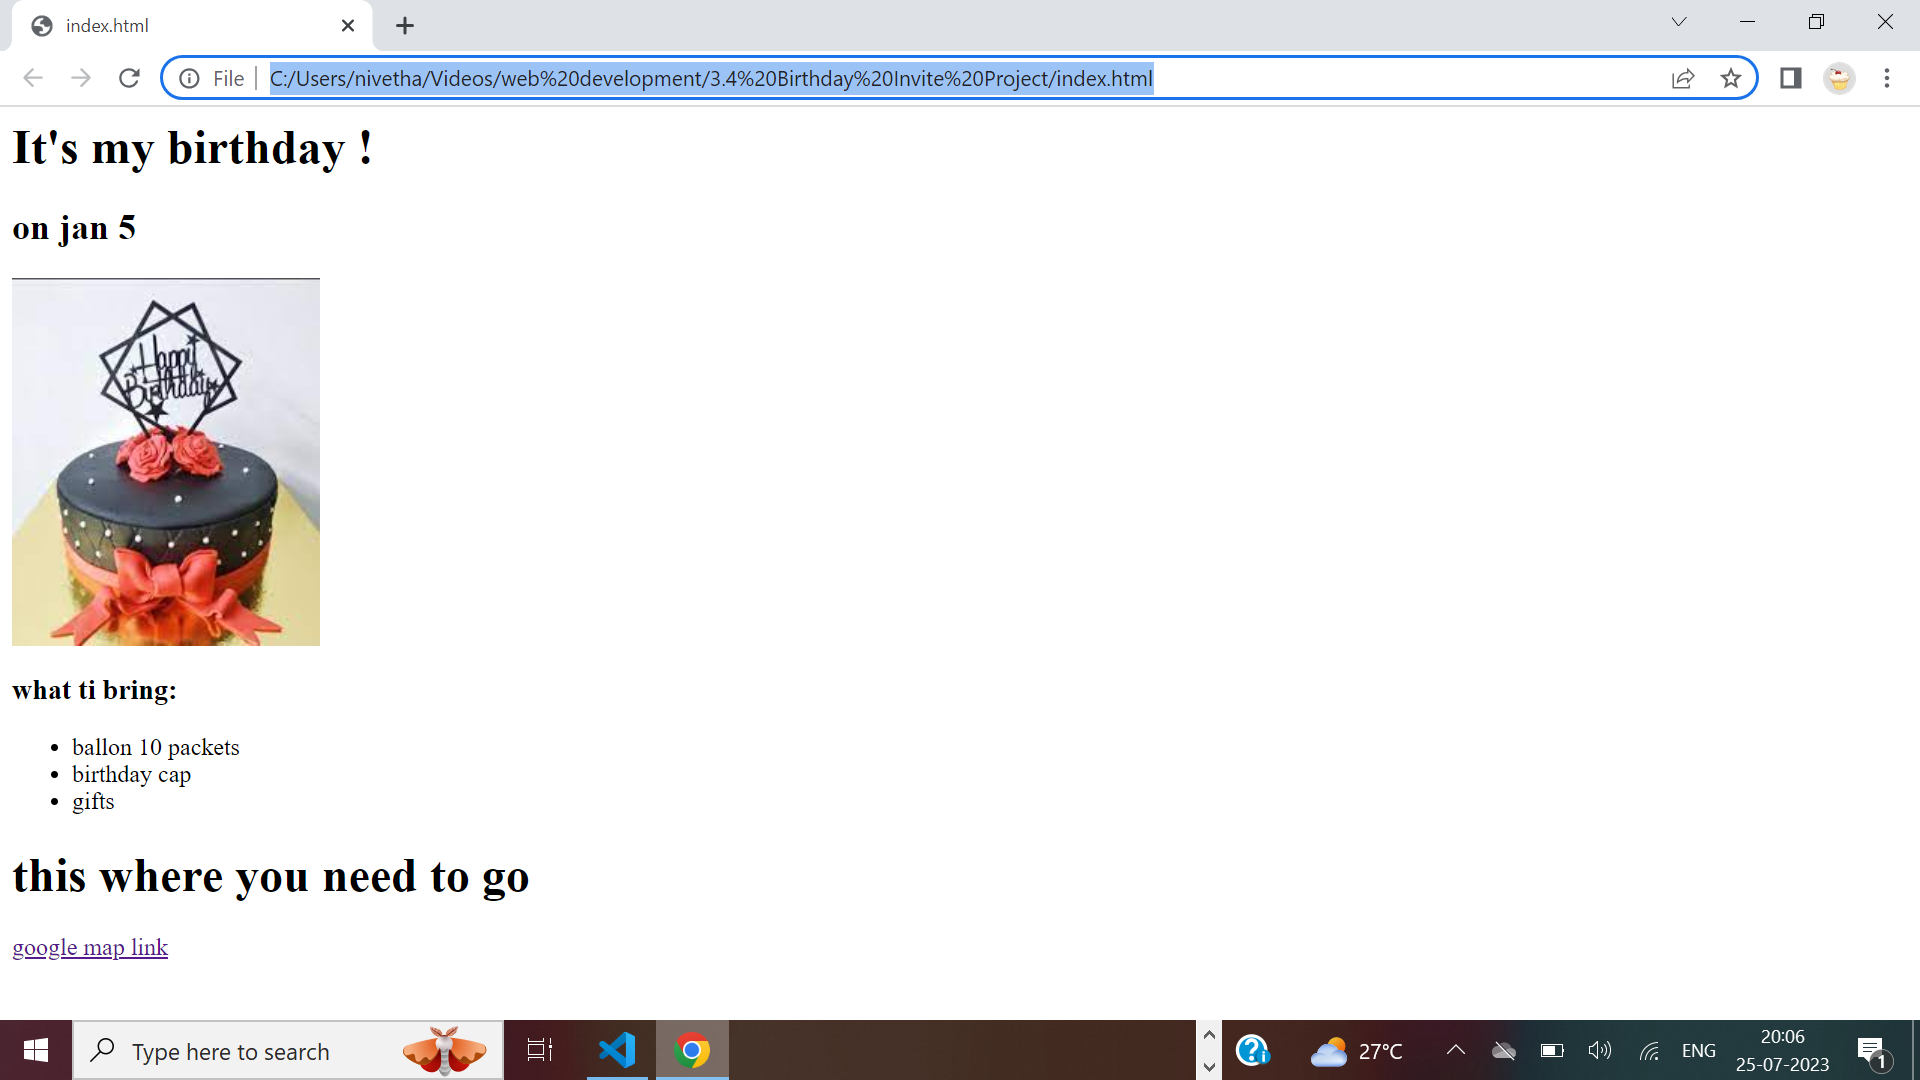 index.html
File
C:/Users/nivetha/Videos/web%20development/3.4%20Birthday%20Invite%20Project/index.html
It's my birthday !
on jan 5
Happy
Birthday
what ti bring:
ballon 10 packets
birthday cap
gifts
this where you need to go
google map link
Type here to search
27°C
ENG
20:06
25-07-2023
1